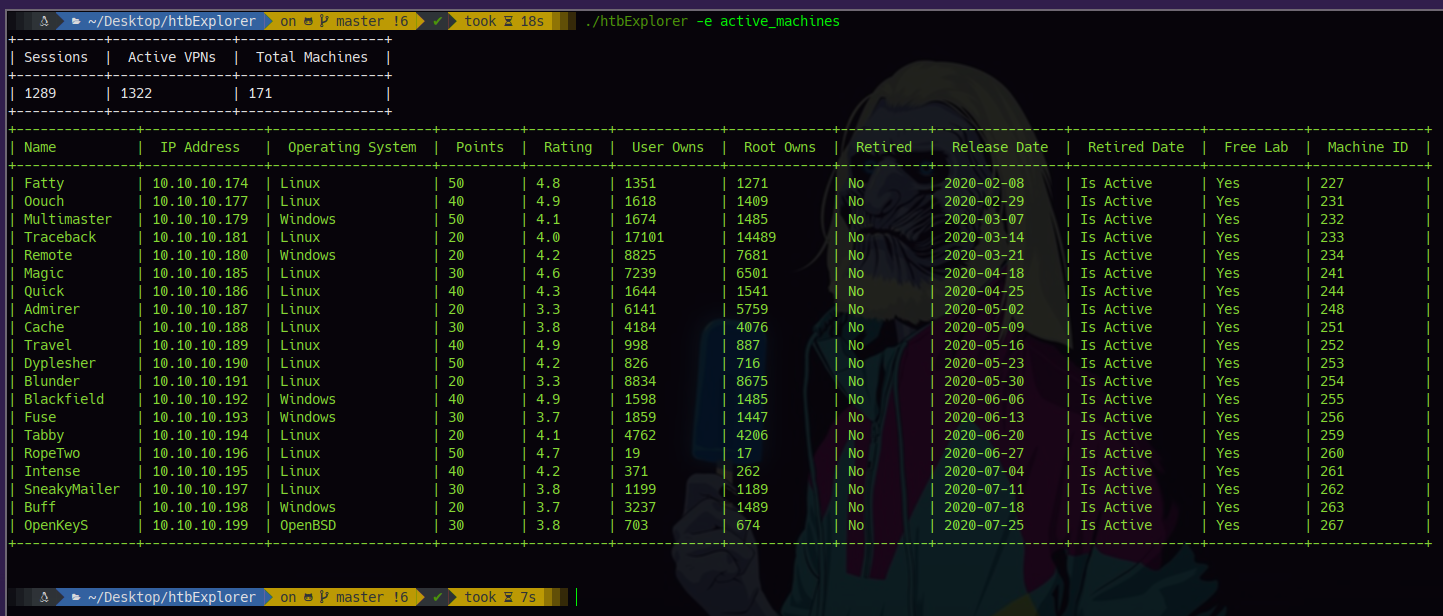 ~/Desktop/htbExplorer on master !6 ✔ took 18s ./htbExplorer -e active_machines
+-----------+---------------+------------------+
| Sessions | Active VPNs | Total Machines |
+-----------+---------------+------------------+
| 1289 | 1322 | 171 |
+-----------+---------------+------------------+
| Name | IP Address | Operating System | Points | Rating | User Owns | Root Owns | Retired | Release Date | Retired Date | Free Lab | Machine ID |
| Fatty | 10.10.10.174 | Linux | 50 | 4.8 | 1351 | 1271 | No | 2020-02-08 | Is Active | Yes | 227 |
| Oouch | 10.10.10.177 | Linux | 40 | 4.9 | 1618 | 1409 | No | 2020-02-29 | Is Active | Yes | 231 |
| Multimaster | 10.10.10.179 | Windows | 50 | 4.1 | 1674 | 1485 | No | 2020-03-07 | Is Active | Yes | 232 |
| Traceback | 10.10.10.181 | Linux | 20 | 4.0 | 17101 | 14489 | No | 2020-03-14 | Is Active | Yes | 233 |
| Remote | 10.10.10.180 | Windows | 20 | 4.2 | 8825 | 7681 | No | 2020-03-21 | Is Active | Yes | 234 |
| Magic | 10.10.10.185 | Linux | 30 | 4.6 | 7239 | 6501 | No | 2020-04-18 | Is Active | Yes | 241 |
| Quick | 10.10.10.186 | Linux | 40 | 4.3 | 1644 | 1541 | No | 2020-04-25 | Is Active | Yes | 244 |
| Admirer | 10.10.10.187 | Linux | 20 | 3.3 | 6141 | 5759 | No | 2020-05-02 | Is Active | Yes | 248 |
| Cache | 10.10.10.188 | Linux | 30 | 3.8 | 4184 | 4076 | No | 2020-05-09 | Is Active | Yes | 251 |
| Travel | 10.10.10.189 | Linux | 40 | 4.9 | 998 | 887 | No | 2020-05-16 | Is Active | Yes | 252 |
| Dyplesher | 10.10.10.190 | Linux | 50 | 4.2 | 826 | 716 | No | 2020-05-23 | Is Active | Yes | 253 |
| Blunder | 10.10.10.191 | Linux | 20 | 3.3 | 8834 | 8675 | No | 2020-05-30 | Is Active | Yes | 254 |
| Blackfield | 10.10.10.192 | Windows | 40 | 4.9 | 1598 | 1485 | No | 2020-06-06 | Is Active | Yes | 255 |
| Fuse | 10.10.10.193 | Windows | 30 | 3.7 | 1859 | 1447 | No | 2020-06-13 | Is Active | Yes | 256 |
| Tabby | 10.10.10.194 | Linux | 20 | 4.1 | 4762 | 4206 | No | 2020-06-20 | Is Active | Yes | 259 |
| RopeTwo | 10.10.10.196 | Linux | 50 | 4.7 | 19 | 17 | No | 2020-06-27 | Is Active | Yes | 260 |
| Intense | 10.10.10.195 | Linux | 40 | 4.2 | 371 | 262 | No | 2020-07-04 | Is Active | Yes | 261 |
| SneakyMailer | 10.10.10.197 | Linux | 30 | 3.8 | 1199 | 1189 | No | 2020-07-11 | Is Active | Yes | 262 |
| Buff | 10.10.10.198 | Windows | 20 | 3.7 | 3237 | 1489 | No | 2020-07-18 | Is Active | Yes | 263 |
| OpenKeyS | 10.10.10.199 | OpenBSD | 30 | 3.8 | 703 | 674 | No | 2020-07-25 | Is Active | Yes | 267 |
~/Desktop/htbExplorer on master !6 ✔ took 7s